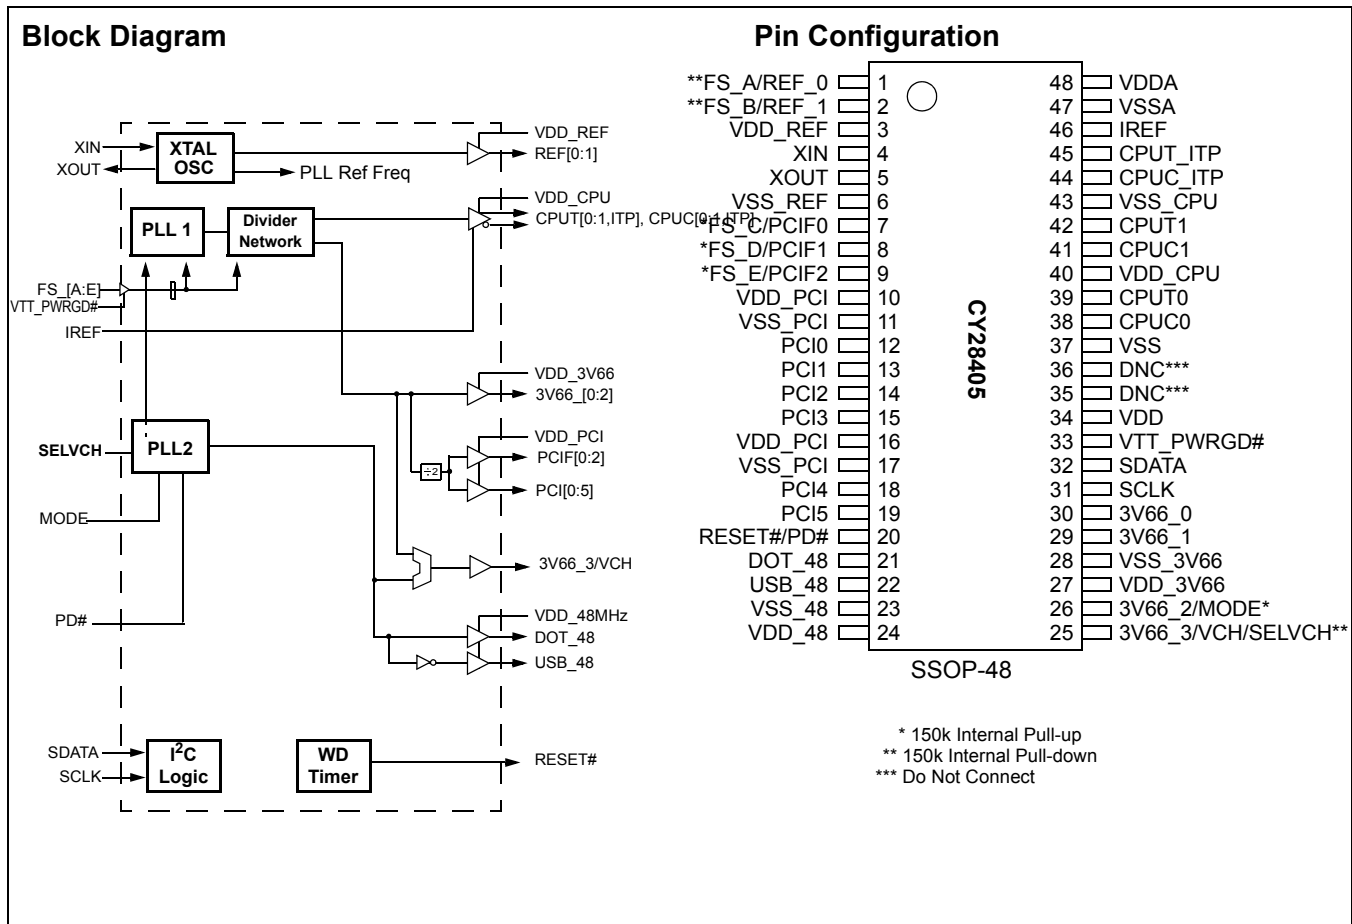 Block Diagram
XIN
XOUT
XTAL
OSC
VDD_REF
REF[0:1]
PLL Ref Freq
VDD_CPU
CPUT[0:1,ITP], CPUC[0:1,ITP]
PLL 1
Divider
Network
FS_[A:E]
VTT_PWRGD#
IREF
VDD_3V66
3V66_[0:2]
VDD_PCI
PCIF[0:2]
÷2
PCI[0:5]
SELVCH
PLL2
MODE
3V66_3/VCH
PD#
VDD_48MHz
DOT_48
USB_48
SDATA
SCLK
I2C
Logic
WD
Timer
RESET#
Pin Configuration
**FS_A/REF_0 1
**FS_B/REF_1 2
VDD_REF 3
XIN 4
XOUT 5
VSS_REF 6
*FS_C/PCIF0 7
*FS_D/PCIF1 8
*FS_E/PCIF2 9
VDD_PCI 10
VSS_PCI 11
PCI0 12
PCI1 13
PCI2 14
PCI3 15
VDD_PCI 16
VSS_PCI 17
PCI4 18
PCI5 19
RESET#/PD# 20
DOT_48 21
USB_48 22
VSS_48 23
VDD_48 24
CY28405
48 VDDA
47 VSSA
46 IREF
45 CPUT_ITP
44 CPUC_ITP
43 VSS_CPU
42 CPUT1
41 CPUC1
40 VDD_CPU
39 CPUT0
38 CPUC0
37 VSS
36 DNC***
35 DNC***
34 VDD
33 VTT_PWRGD#
32 SDATA
31 SCLK
30 3V66_0
29 3V66_1
28 VSS_3V66
27 VDD_3V66
26 3V66_2/MODE*
25 3V66_3/VCH/SELVCH**
SSOP-48
* 150k Internal Pull-up
** 150k Internal Pull-down
*** Do Not Connect